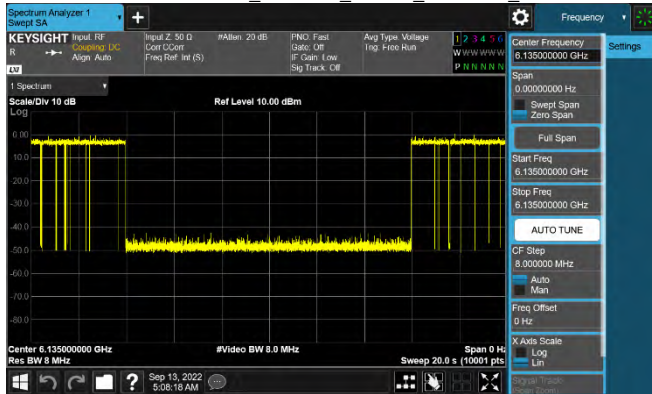 Spectrum Analyzer 1
Swept SA
+
Frequency
KEYSIGHT
R
LXI
Input: RF
Coupling: DC
Align: Auto
Input Z: 50 Ω
Corr CCorr
Freq Ref: Int (S)
#Atten: 20 dB
PNO: Fast
Gate: Off
IF Gain: Low
Sig Track: Off
Avg Type: Voltage
Trig: Free Run
1 2 3 4 5 6
W W W W W W
P N N N N N
Center Frequency
6.135000000 GHz
Settings
Span
0.00000000 Hz
Swept Span
Zero Span
Full Span
Start Freq
6.135000000 GHz
Stop Freq
6.135000000 GHz
AUTO TUNE
CF Step
8.000000 MHz
Auto
Man
Freq Offset
0 Hz
X Axis Scale
Log
Lin
Signal Track
(Span Zoom)
1 Spectrum
Scale/Div 10 dB
Ref Level 10.00 dBm
Log
0.00
-10.0
-20.0
-30.0
-40.0
-50.0
-60.0
-70.0
-80.0
Center 6.135000000 GHz
#Video BW 8.0 MHz
Span 0 Hz
Res BW 8 MHz
Sweep 20.0 s (10001 pts
?
Sep 13, 2022
5:08:18 AM